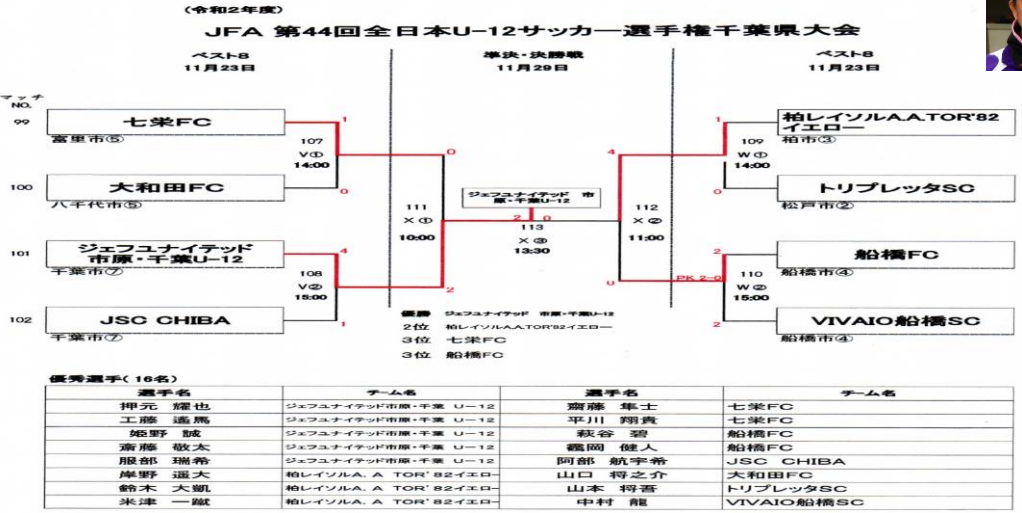 (令和2年度)
JFA 第44回全日本U-12サッカー選手権千葉県大会
ベスト8
11月23日
準決・決勝戦
11月29日
ベスト8
11月23日
マッチ
NO.
99
七栄FC
富里市⑤
1
107
V①
14:00
100
大和田FC
八千代市⑤
0
101
ジェフユナイテッド
市原・千葉U-12
千葉市⑦
4
108
V②
15:00
102
JSC CHIBA
千葉市⑦
1
0
111
X①
10:00
2
ジェフユナイテッド 市
原・千葉U-12
2 0
113
X③
13:30
4
112
X②
11:00
0
1
柏レイソルA.A.TOR'82
イエロー
柏市③
109
W①
14:00
0
トリプレッタSC
松戸市②
2
船橋FC
船橋市④
PK 2-0
110
W②
15:00
2
VIVAIO船橋SC
船橋市④
優勝 ジェフユナイテッド 市原・千葉U-12
2位 柏レイソルA.A.TOR'82イエロー
3位 七栄FC
3位 船橋FC
優秀選手(16名)
選手名 チーム名 選手名 チーム名
押元 耀也 ジェフユナイテッド市原・千葉 U-12 齋藤 隼士 七栄FC
工藤 遙馬 ジェフユナイテッド市原・千葉 U-12 平川 翔貴 七栄FC
姫野 誠 ジェフユナイテッド市原・千葉 U-12 萩谷 碧 船橋FC
斎藤 敬太 ジェフユナイテッド市原・千葉 U-12 岡 健人 船橋FC
服部 瑞希 ジェフユナイテッド市原・千葉 U-12 阿部 航宇希 JSC CHIBA
岸野 遥大 柏レイソルA. A TOR'82イエロー 山口 将之介 大和田FC
鈴木 大凱 柏レイソルA. A TOR'82イエロー 山本 将吾 トリプレッタSC
米津 一蹴 柏レイソルA. A TOR'82イエロー 中村 龍 VIVAIO船橋SC